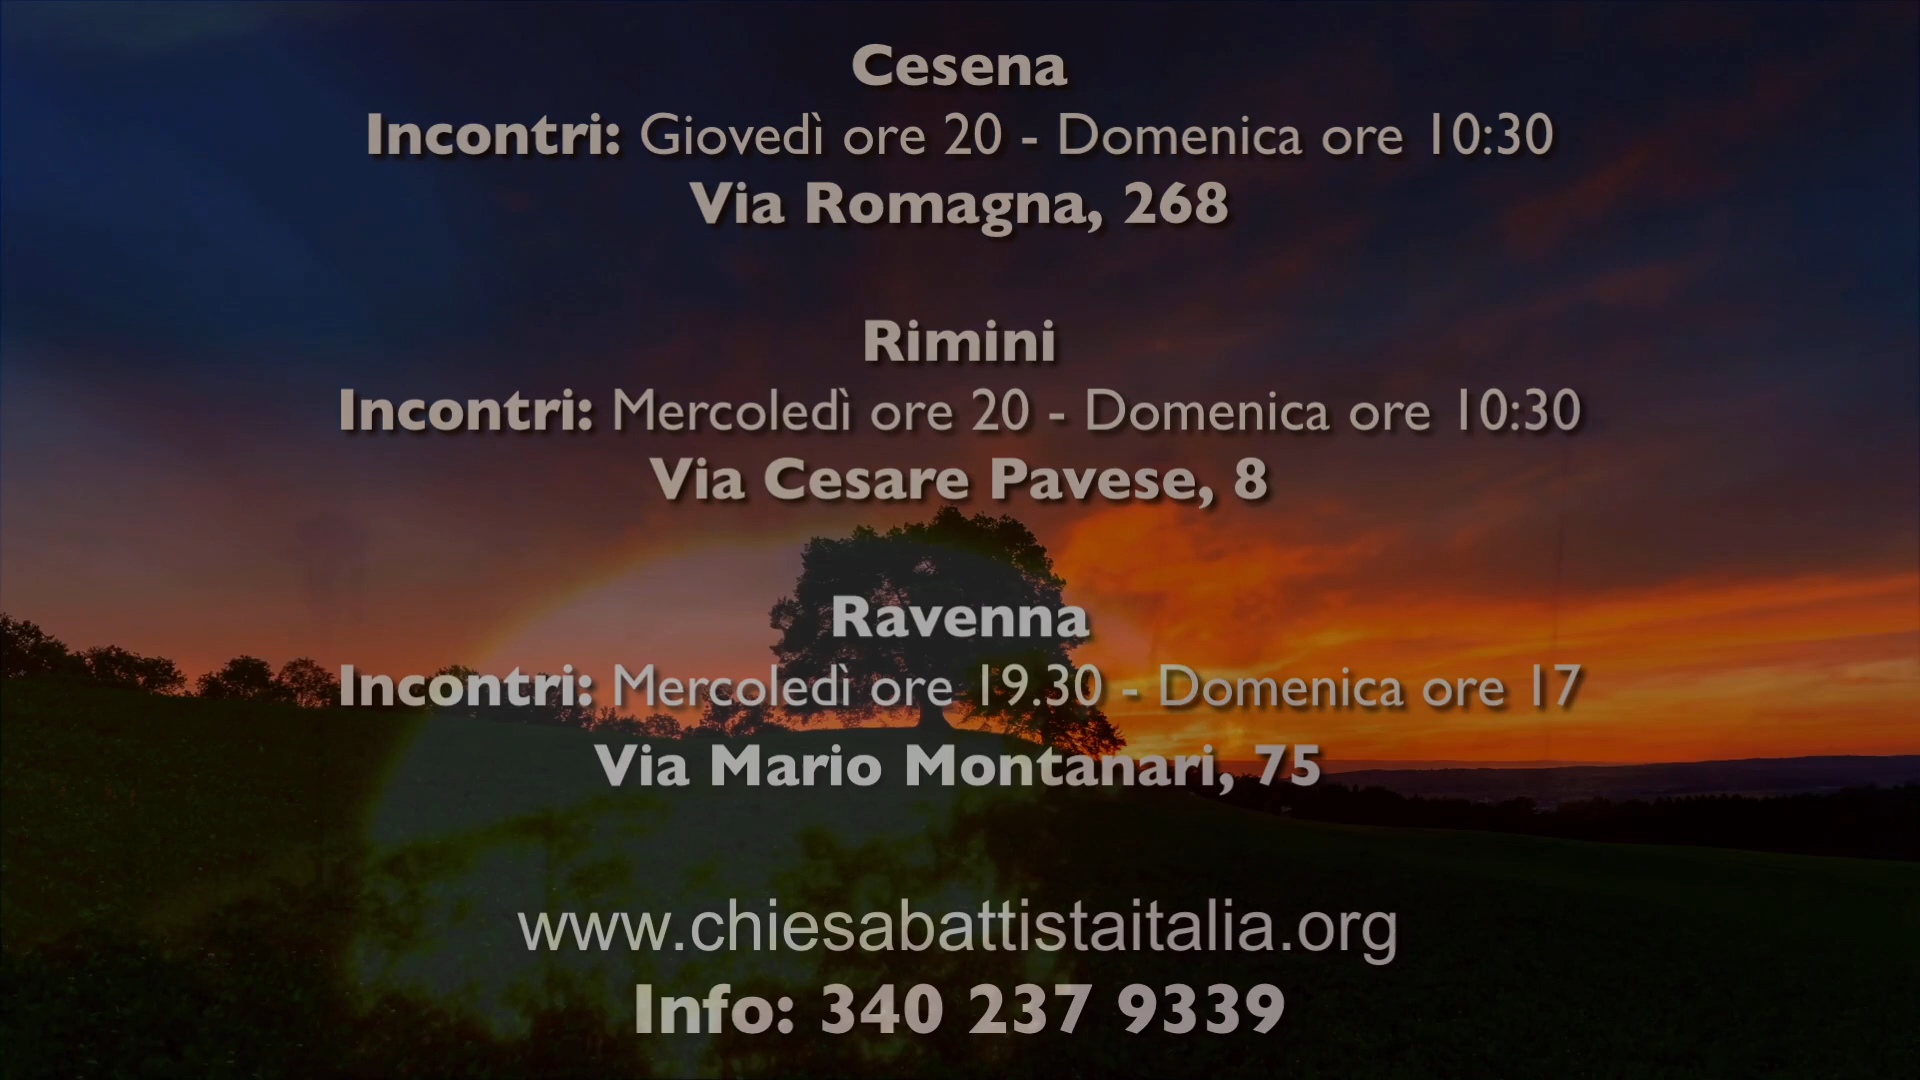 Cesena
Incontri: Giovedì ore 20 - Domenica ore 10:30
Via Romagna, 268
Rimini
Incontri: Mercoledì ore 20 - Domenica ore 10:30
Via Cesare Pavese, 8
Ravenna
Incontri: Mercoledì ore 19.30 - Domenica ore 17
Via Mario Montanari, 75
www.chiesabattistaitalia.org
Info: 340 237 9339